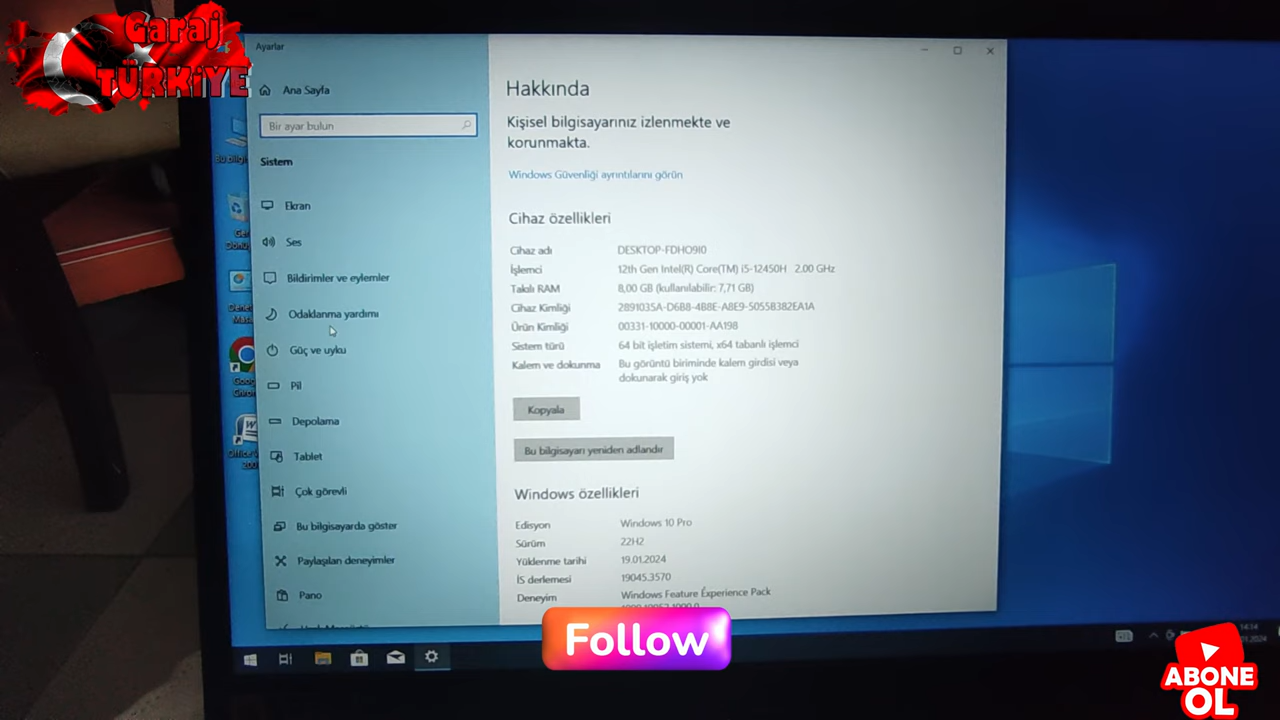 Garaj
TÜRKİYE
Ayarlar
Ana Sayfa
Bir ayar bulun
Sistem
Ekran
Ses
Bildirimler ve eylemler
Odaklanma yardımı
Güç ve uyku
Pil
Depolama
Tablet
Çok görevli
Bu bilgisayarda göster
Paylaşılan deneyimler
Pano
Hakkında
Kişisel bilgisayarınız izlenmekte ve
korunmakta.
Windows Güvenliği ayrıntılarını görün
Cihaz özellikleri
Cihaz adı DESKTOP-FDHO9I0
İşlemci 12th Gen Intel(R) Core(TM) i5-12450H 2.00 GHz
Takılı RAM 8,00 GB (kullanılabilir: 7,71 GB)
Cihaz Kimliği 2891035A-D6B8-4B8E-A8E9-5055B382EA1A
Ürün Kimliği 00331-10000-00001-AA198
Sistem türü 64 bit işletim sistemi, x64 tabanlı işlemci
Kalem ve dokunma Bu görüntü biriminde kalem girdisi veya
dokunarak giriş yok
Kopyala
Bu bilgisayarı yeniden adlandır
Windows özellikleri
Edisyon Windows 10 Pro
Sürüm 22H2
Yüklenme tarihi 19.01.2024
İS derlemesi 19045.3570
Deneyim Windows Feature Experience Pack
Follow
14:14
ABONE
OL